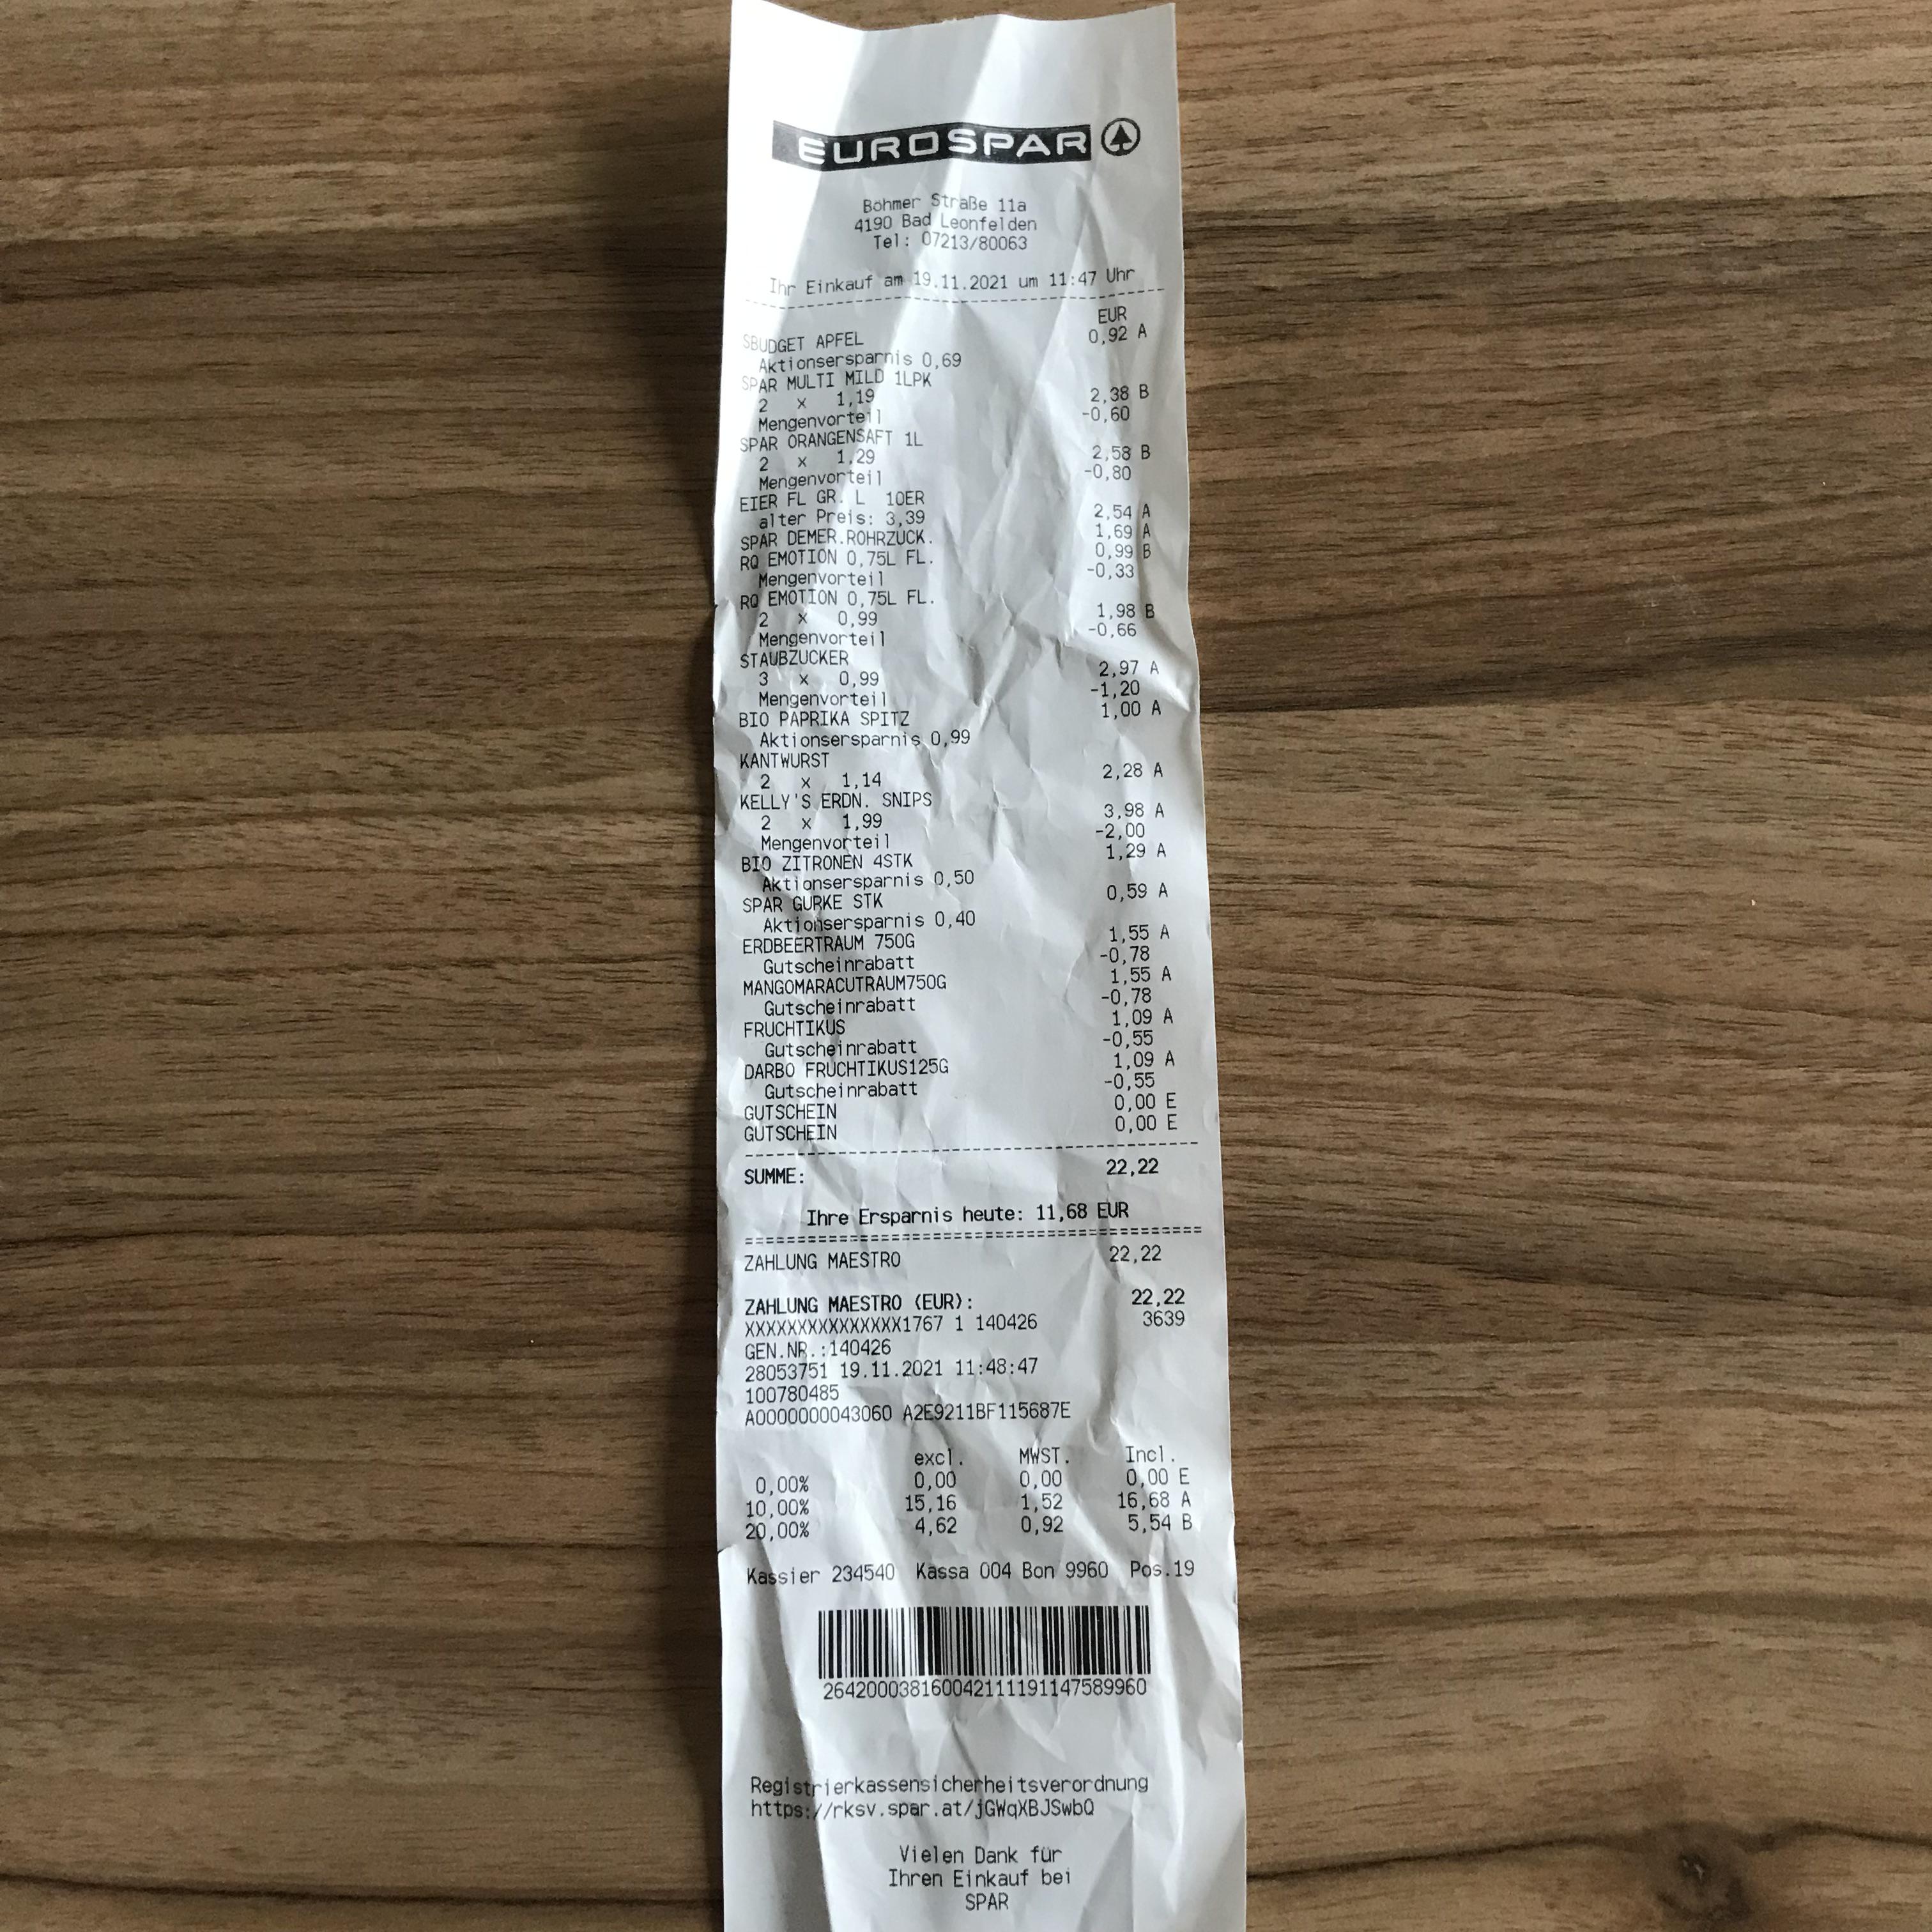 EUROSPAR
Böhmer Straße 11a
4190 Bad Leonfelden
Tel: 07213/80063
Ihr Einkauf am 19.11.2021 um 11:47 Uhr
EUR
SBUDGET APFEL 0,92 A
Aktionsersparnis 0,69
SPAR MULTI MILD 1LPK
2 x 1,19 2,38 B
Mengenvorteil -0,60
SPAR ORANGENSAFT 1L
2 x 1,29 2,58 B
Mengenvorteil -0,80
EIER FL GR. L 10ER 2,54 A
alter Preis: 3,39
SPAR DEMER.ROHRZUCK. 1,69 A
RQ EMOTION 0,75L FL. 0,99 B
Mengenvorteil -0,33
RQ EMOTION 0,75L FL.
2 x 0,99 1,98 B
Mengenvorteil -0,66
STAUBZUCKER
3 x 0,99 2,97 A
Mengenvorteil -1,20
BIO PAPRIKA SPITZ 1,00 A
Aktionsersparnis 0,99
KANTWURST
2 x 1,14 2,28 A
KELLY'S ERDN. SNIPS
2 x 1,99 3,98 A
Mengenvorteil -2,00
BIO ZITRONEN 4STK 1,29 A
Aktionsersparnis 0,50
SPAR GURKE STK 0,59 A
Aktionsersparnis 0,40
ERDBEERTRAUM 750G 1,55 A
Gutscheinrabatt -0,78
MANGOMARACUTRAUM750G 1,55 A
Gutscheinrabatt -0,78
FRUCHTIKUS 1,09 A
Gutscheinrabatt -0,55
DARBO FRUCHTIKUS125G 1,09 A
Gutscheinrabatt -0,55
GUTSCHEIN 0,00 E
GUTSCHEIN 0,00 E
SUMME: 22,22
Ihre Ersparnis heute: 11,68 EUR
ZAHLUNG MAESTRO 22,22
ZAHLUNG MAESTRO (EUR): 22,22
XXXXXXXXXXXXXXX1767 1 140426 3639
GEN.NR.:140426
28053751 19.11.2021 11:48:47
100780485
A0000000043060 A2E9211BF115687E
excl. MWST. Incl.
0,00% 0,00 0,00 0,00 E
10,00% 15,16 1,52 16,68 A
20,00% 4,62 0,92 5,54 B
Kassier 234540 Kassa 004 Bon 9960 Pos.19
2642000381600421111191147589960
Registrierkassensicherheitsverordnung
https://rksv.spar.at/jGWqXBJSwbQ
Vielen Dank für
Ihren Einkauf bei
SPAR